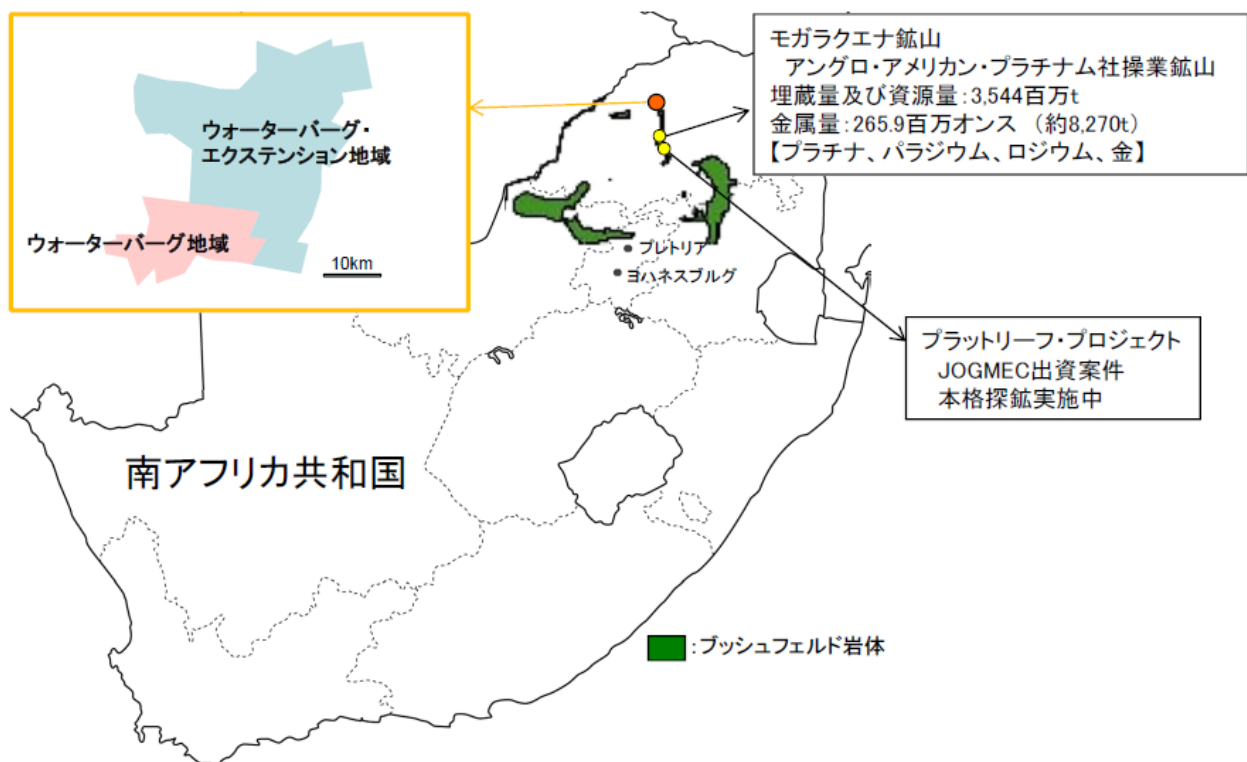 ウォーターバーグ・
エクステンション地域
ウォーターバーグ地域
10km
モガラクエナ鉱山
アングロ・アメリカン・プラチナム社操業鉱山
埋蔵量及び資源量:3,544百万t
金属量:265.9百万オンス (約8,270t)
【プラチナ、パラジウム、ロジウム、金】
プレトリア
ヨハネスブルグ
プラットリーフ・プロジェクト
JOGMEC出資案件
本格探鉱実施中
南アフリカ共和国
:ブッシュフェルド岩体